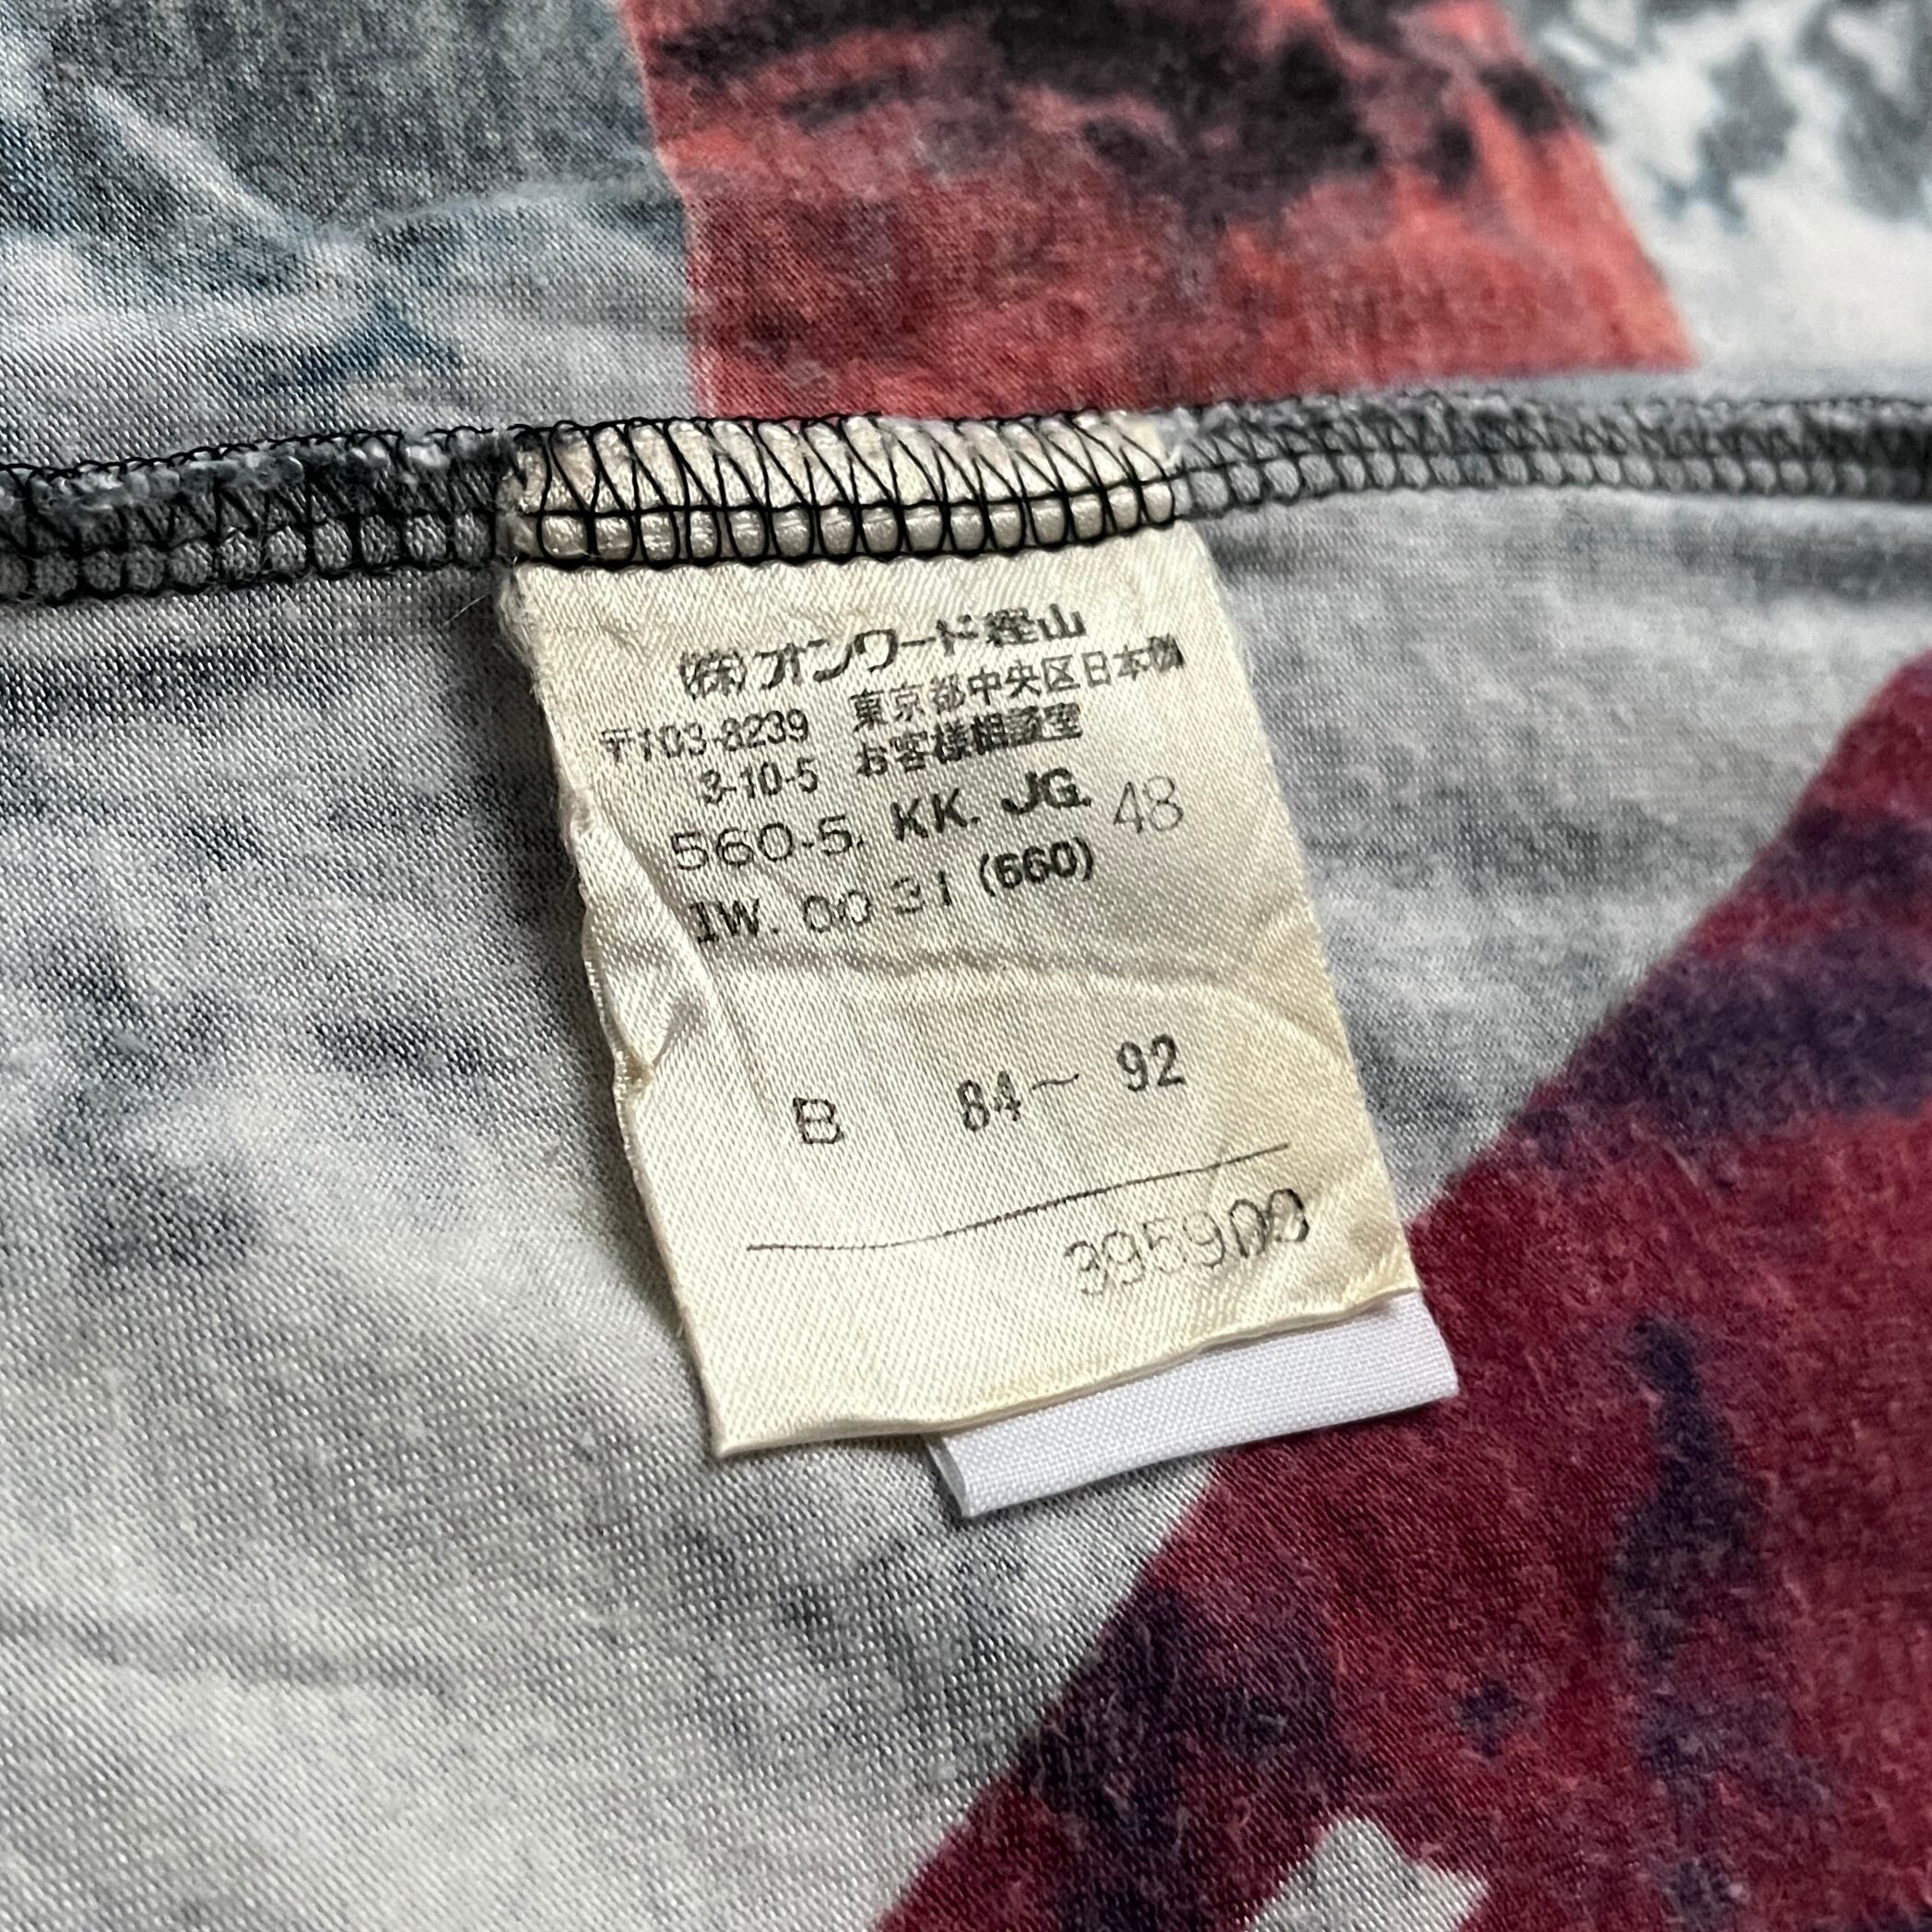 (株)オンワード樫山
〒103-8239 東京都中央区日本橋
3-10-5 お客様相談室
560-5. KK. JG. 48
IW. 00 31 (560)
B 84~ 92
395909